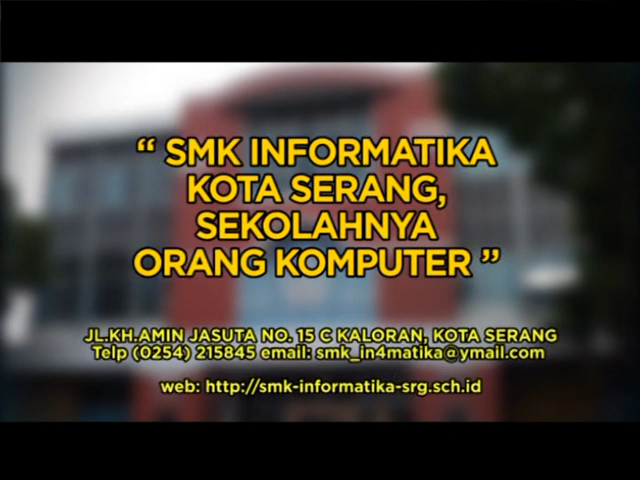 “ SMK INFORMATIKA
KOTA SERANG,
SEKOLAHNYA
ORANG KOMPUTER ”
JL.KH.AMIN JASUTA NO. 15 C KALORAN, KOTA SERANG
Telp (0254) 215845 email: smk_in4matika@ymail.com
web: http://smk-informatika-srg.sch.id